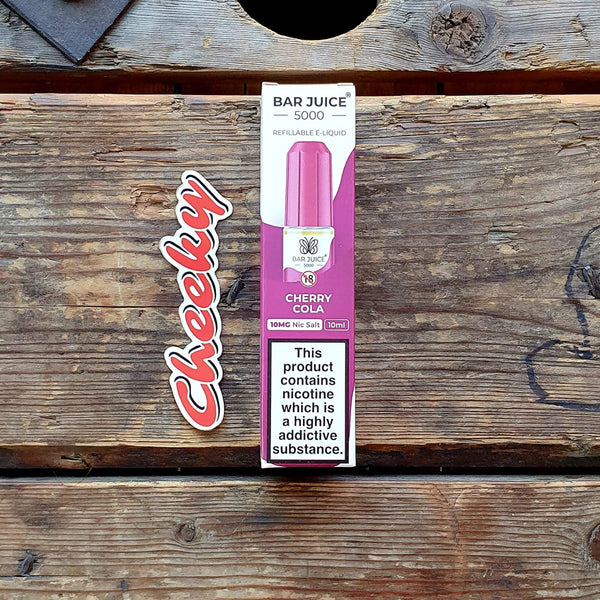 BAR JUICE®
5000
REFILLABLE E-LIQUID
BAR JUICE®
5000
18
CHERRY
COLA
10MG Nic Salt 10ml
This
product
contains
nicotine
which is
a highly
addictive
substance.
Cheeky